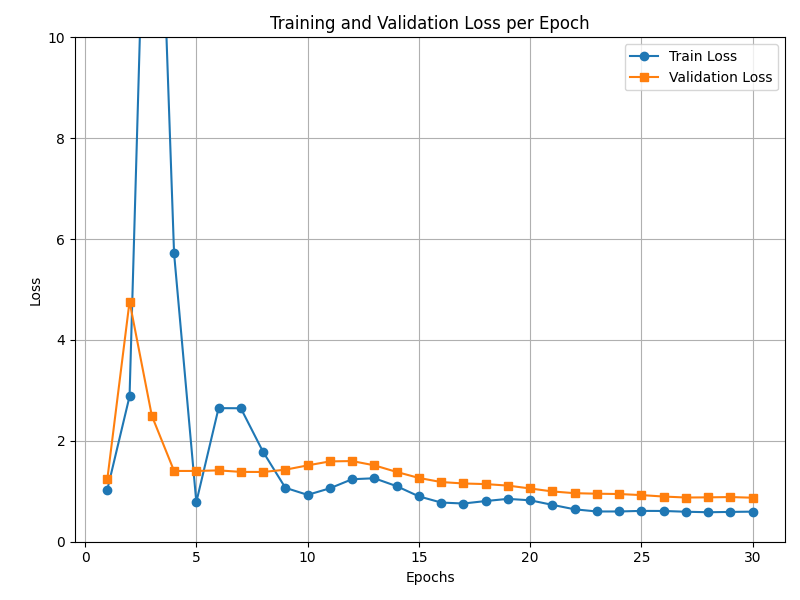 Training and Validation Loss per Epoch
Train Loss
Validation Loss
Loss
10
8
6
4
2
0
0 5 10 15 20 25 30
Epochs